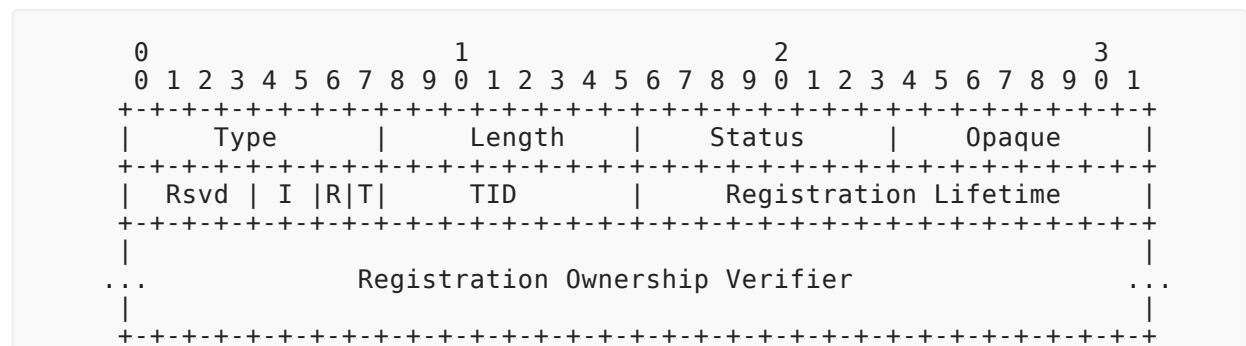 0                   1                   2                   3
 0 1 2 3 4 5 6 7 8 9 0 1 2 3 4 5 6 7 8 9 0 1 2 3 4 5 6 7 8 9 0 1
+-+-+-+-+-+-+-+-+-+-+-+-+-+-+-+-+-+-+-+-+-+-+-+-+-+-+-+-+-+-+-+-+
|     Type      |     Length    |    Status     |    Opaque     |
+-+-+-+-+-+-+-+-+-+-+-+-+-+-+-+-+-+-+-+-+-+-+-+-+-+-+-+-+-+-+-+-+
|  Rsvd | I |R|T|     TID       |     Registration Lifetime     |
+-+-+-+-+-+-+-+-+-+-+-+-+-+-+-+-+-+-+-+-+-+-+-+-+-+-+-+-+-+-+-+-+
|                                                               |
...             Registration Ownership Verifier                 ...
|                                                               |
+-+-+-+-+-+-+-+-+-+-+-+-+-+-+-+-+-+-+-+-+-+-+-+-+-+-+-+-+-+-+-+-+